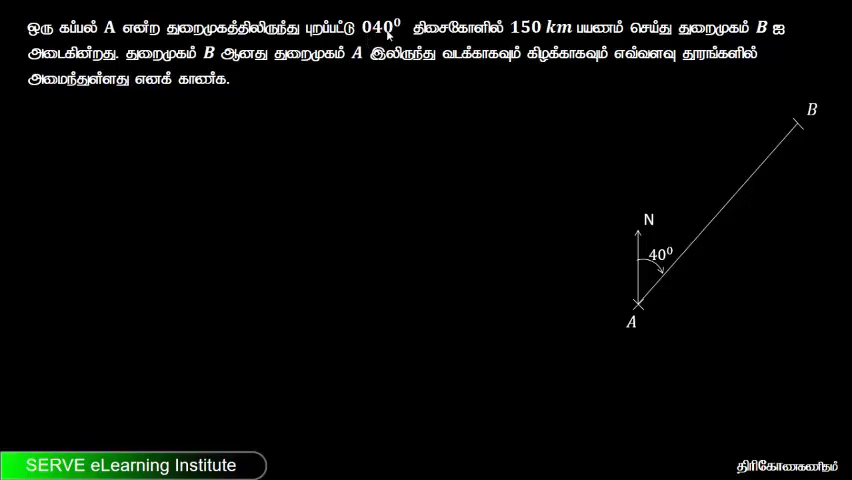 ஒரு கப்பல் A என்ற துறைமுகத்திலிருந்து புறப்பட்டு 040⁰ திசைகோளில் 150 km பயணம் செய்து துறைமுகம் B ஐ
அடைகின்றது. துறைமுகம் B ஆனது துறைமுகம் A இலிருந்து வடக்காகவும் கிழக்காகவும் எவ்வளவு தூரங்களில்
அமைந்துள்ளது எனக் காண்க.
B
N
40⁰
A
SERVE eLearning Institute
திரிகோணகணிதம்